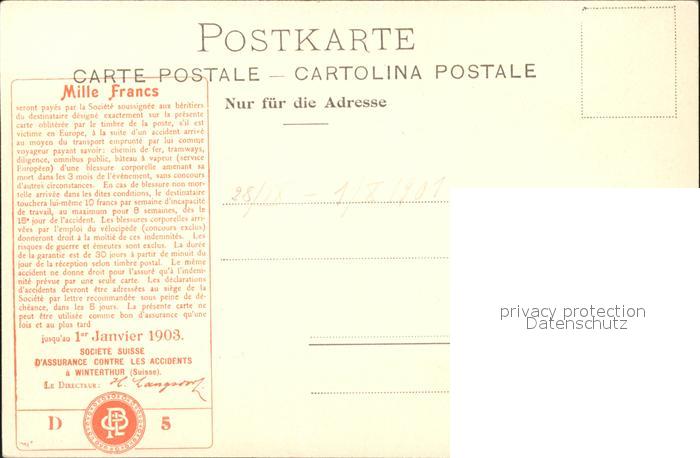 POSTKARTE
CARTE POSTALE — CARTOLINA POSTALE
Nur für die Adresse
Mille Francs
seront payés par la Société soussignée aux héritiers
du destinataire désigné exactement sur la présente
carte oblitérée par le timbre de la poste, s'il est
victime en Europe, à la suite d'un accident arrivé
au moyen du transport emprunté par lui comme
voyageur payant savoir: chemin de fer, tramways,
diligence, omnibus public, bâteau à vapeur (service
Européen) d'une blessure corporelle amenant sa
mort dans les 3 mois de l'événement, sans concours
d'autres circonstances. En cas de blessure non mor-
telle arrivée dans les dites conditions, le destinataire
touchera lui-même 10 francs par semaine d'incapacité
de travail, au maximum pour 8 semaines, dès le
15e jour de l'accident. Les blessures corporelles arri-
vées par l'emploi du vélocipède (concours exclus)
donneront droit à la moitié de ces indemnités. Les
risques de guerre et émeutes sont exclus. La durée
de la garantie est de 30 jours à partir de minuit du
jour de la réception selon timbre postal. Le même
accident ne donne droit pour l'assuré qu'à l'indem-
nité prévue par une seule carte. Les déclarations
d'accidents devront être adressées au siège de la
Société par lettre recommandée sous peine de dé-
chéance, dans les 8 jours. La présente carte ne
peut être utilisée comme bon d'assurance qu'une
fois et au plus tard
jusqu'au 1er Janvier 1903.
SOCIÉTÉ SUISSE
D'ASSURANCE CONTRE LES ACCIDENTS
à WINTERTHUR (Suisse).
LE DIRECTEUR: H. Langsdorf
D 5
28/IX – 1/X 1901
privacy protection
Datenschutz